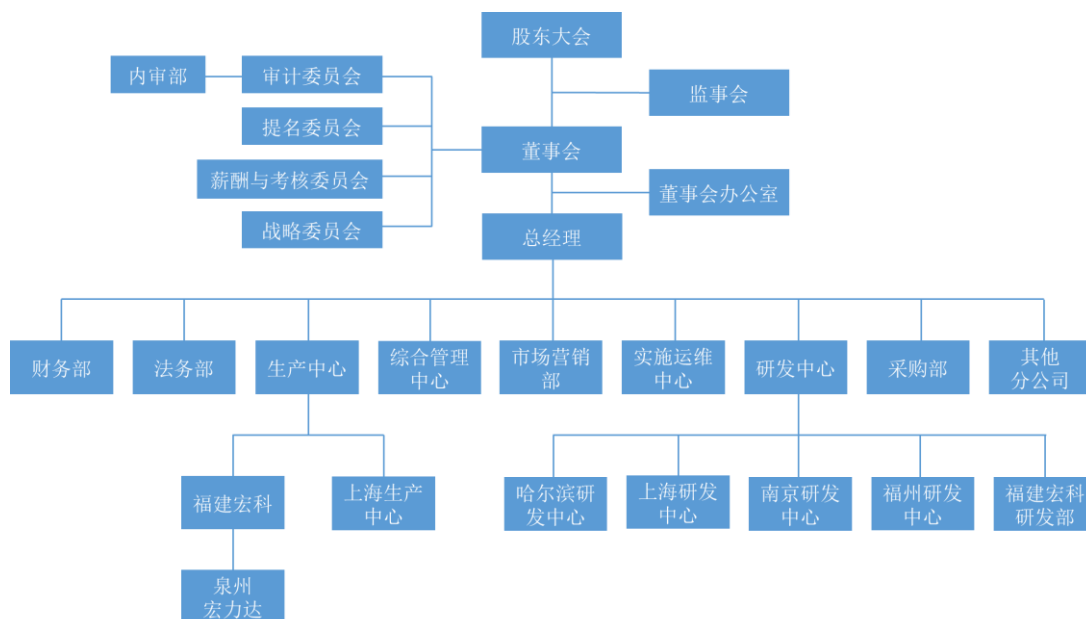 股东大会
内审部
审计委员会
监事会
提名委员会
董事会
薪酬与考核委员会
董事会办公室
战略委员会
总经理
财务部
法务部
生产中心
综合管理
中心
市场营销
部
实施运维
中心
研发中心
采购部
其他
分公司
福建宏科
上海生产
中心
哈尔滨研
发中心
上海研发
中心
南京研发
中心
福州研发
中心
福建宏科
研发部
泉州
宏力达